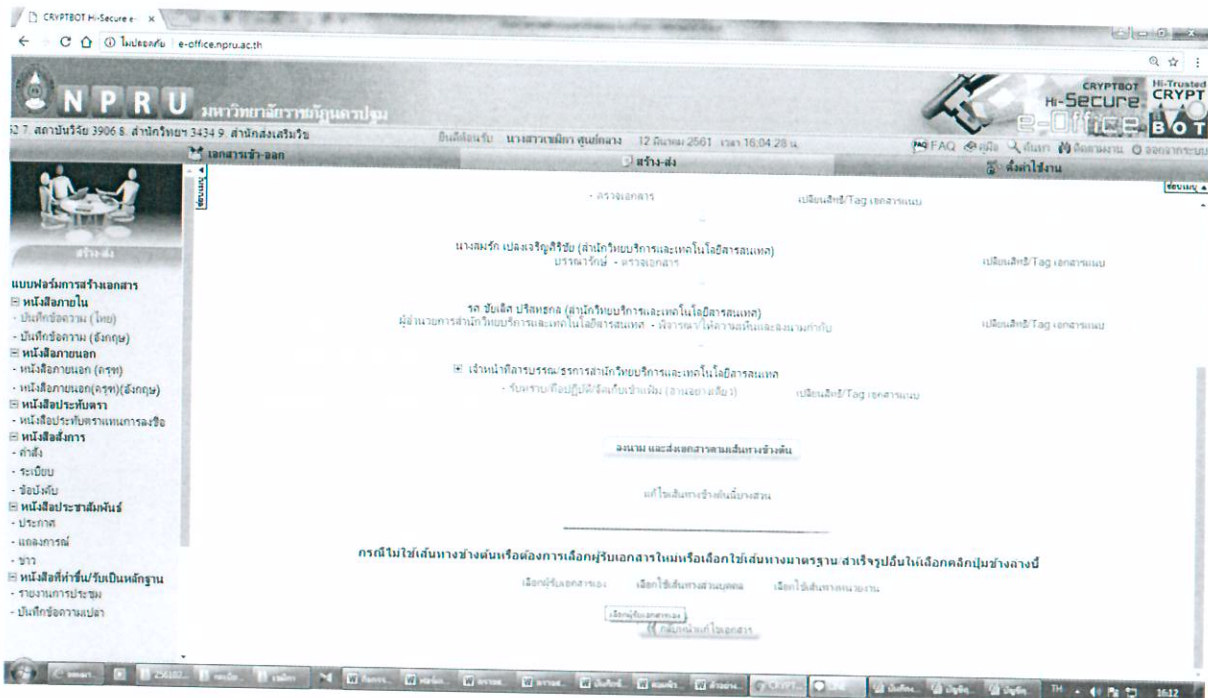 CRYPTBOT Hi-Secure e-
ไม่ปลอดภัย e-office.npru.ac.th
NPRU มหาวิทยาลัยราชภัฏนครปฐม
CRYPTBOT
Hi-Secure
e-Office
Hi-Trusted
CRYPT
BOT
52 7. สถาบันวิจัย 3906 8. สำนักวิทยฯ 3434 9. สำนักส่งเสริมวิช
ยินดีต้อนรับ นางสาวเขมิกา ศูนย์กลาง 12 มีนาคม 2561 เวลา 16:04:28 น.
FAQ คู่มือ ค้นหา ติดตามงาน ออกจากระบบ
เอกสารเข้า-ออก
สร้าง-ส่ง
ตั้งค่าใช้งาน
ซ่อนเมนู
สร้าง-ส่ง
แบบฟอร์มการสร้างเอกสาร
หนังสือภายใน
- บันทึกข้อความ (ไทย)
- บันทึกข้อความ (อังกฤษ)
หนังสือภายนอก
- หนังสือภายนอก (ครุฑ)
- หนังสือภายนอก(ครุฑ)(อังกฤษ)
หนังสือประทับตรา
- หนังสือประทับตราแทนการลงชื่อ
หนังสือสั่งการ
- คำสั่ง
- ระเบียบ
- ข้อบังคับ
หนังสือประชาสัมพันธ์
- ประกาศ
- แถลงการณ์
- ข่าว
หนังสือที่ทำขึ้น/รับเป็นหลักฐาน
- รายงานการประชุม
- บันทึกข้อความเปล่า
- ตรวจเอกสาร เปลี่ยนสิทธิ์/Tag เอกสารแนบ
นางสมรัก เปล่งเจริญศิริชัย (สำนักวิทยบริการและเทคโนโลยีสารสนเทศ)
บรรณารักษ์ - ตรวจเอกสาร เปลี่ยนสิทธิ์/Tag เอกสารแนบ
รศ ชัยเลิศ ปริสุทธกุล (สำนักวิทยบริการและเทคโนโลยีสารสนเทศ)
ผู้อำนวยการสำนักวิทยบริการและเทคโนโลยีสารสนเทศ - พิจารณา/ให้ความเห็นและลงนามกำกับ เปลี่ยนสิทธิ์/Tag เอกสารแนบ
เจ้าหน้าที่สารบรรณ/ธุรการสำนักวิทยบริการและเทคโนโลยีสารสนเทศ
- รับทราบ/ถือปฏิบัติ/จัดเก็บเข้าแฟ้ม (อ่านอย่างเดียว) เปลี่ยนสิทธิ์/Tag เอกสารแนบ
ลงนาม และส่งเอกสารตามเส้นทางข้างต้น
แก้ไขเส้นทางข้างต้นนี้บางส่วน
กรณีไม่ใช้เส้นทางข้างต้นหรือต้องการเลือกผู้รับเอกสารใหม่หรือเลือกใช้เส้นทางมาตรฐาน/สำเร็จรูปอื่นให้เลือกคลิกปุ่มข้างล่างนี้
เลือกผู้รับเอกสารเอง เลือกใช้เส้นทางส่วนบุคคล เลือกใช้เส้นทางหน่วยงาน
เลือกผู้รับเอกสารเอง
กลับหน้าแก้ไขเอกสาร
TH 16:12